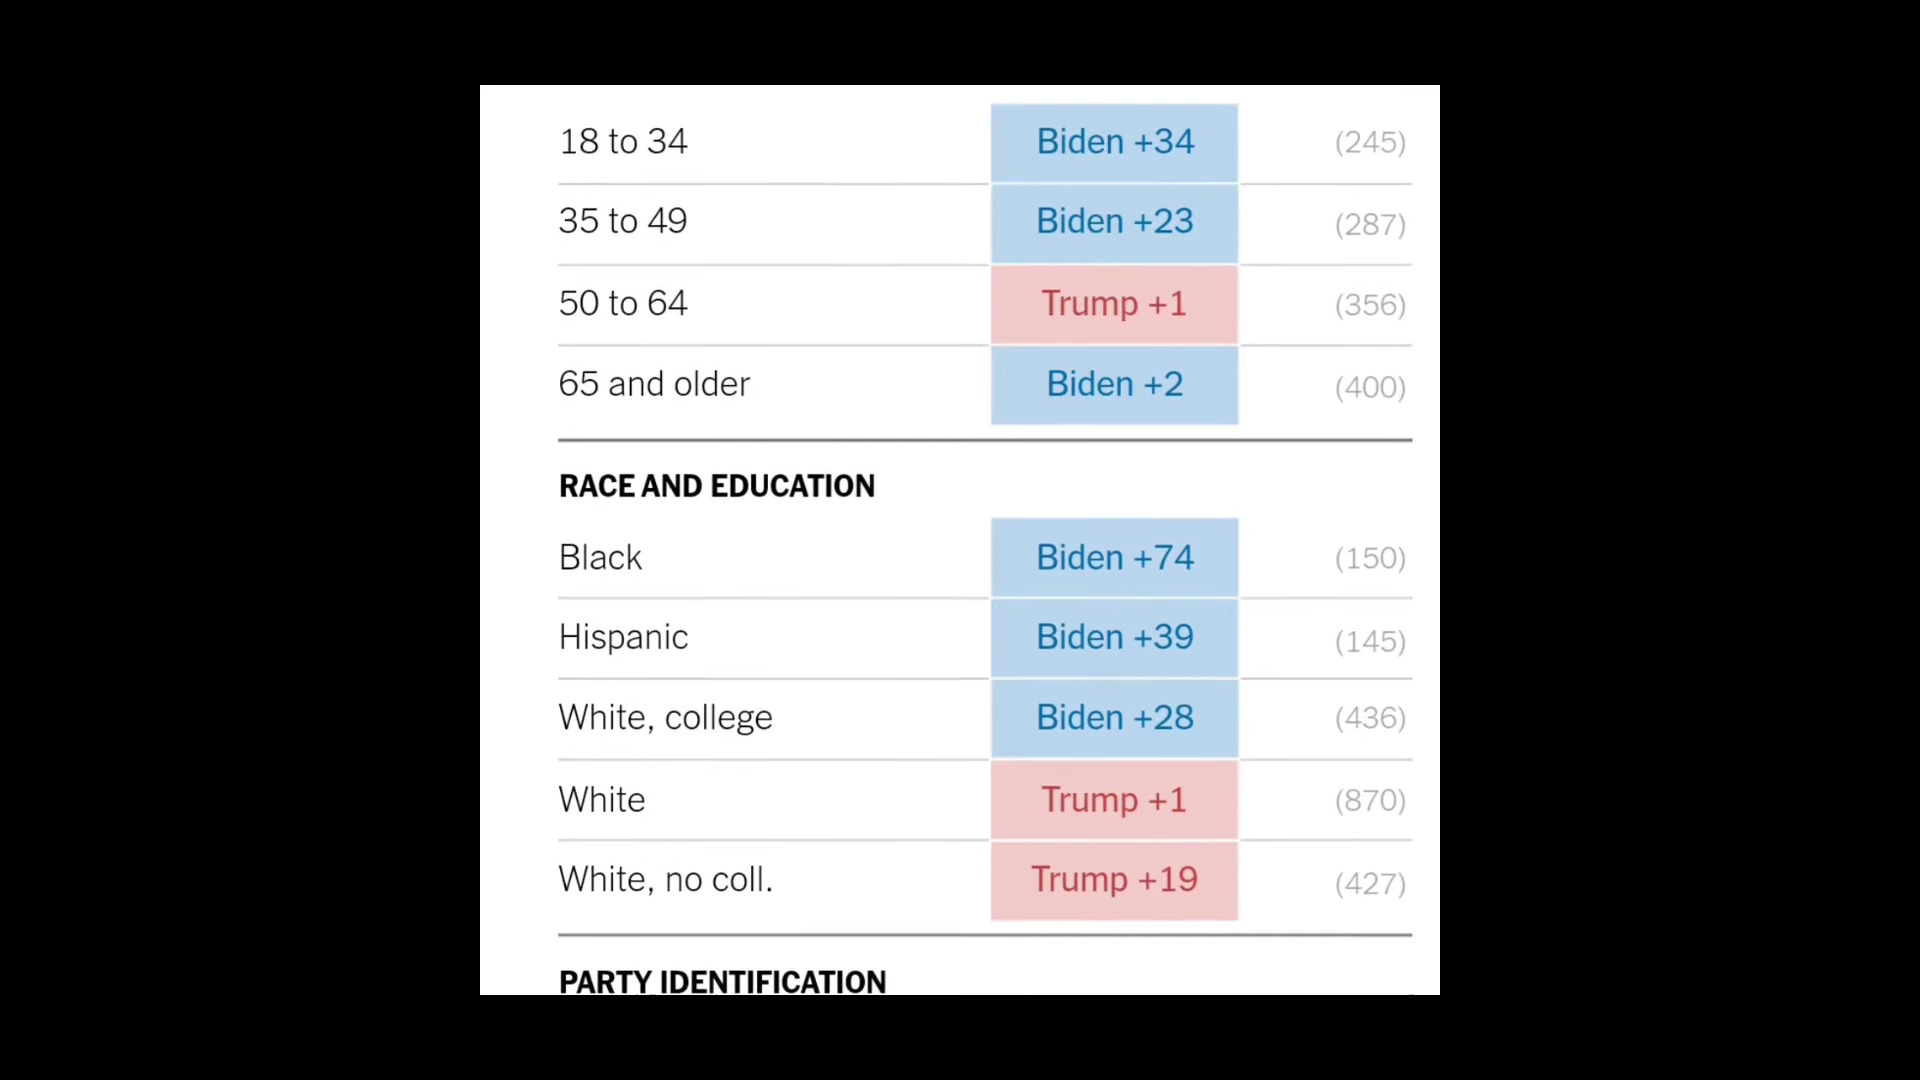 18 to 34 Biden +34 (245)
35 to 49 Biden +23 (287)
50 to 64 Trump +1 (356)
65 and older Biden +2 (400)
RACE AND EDUCATION
Black Biden +74 (150)
Hispanic Biden +39 (145)
White, college Biden +28 (436)
White Trump +1 (870)
White, no coll. Trump +19 (427)
PARTY IDENTIFICATION